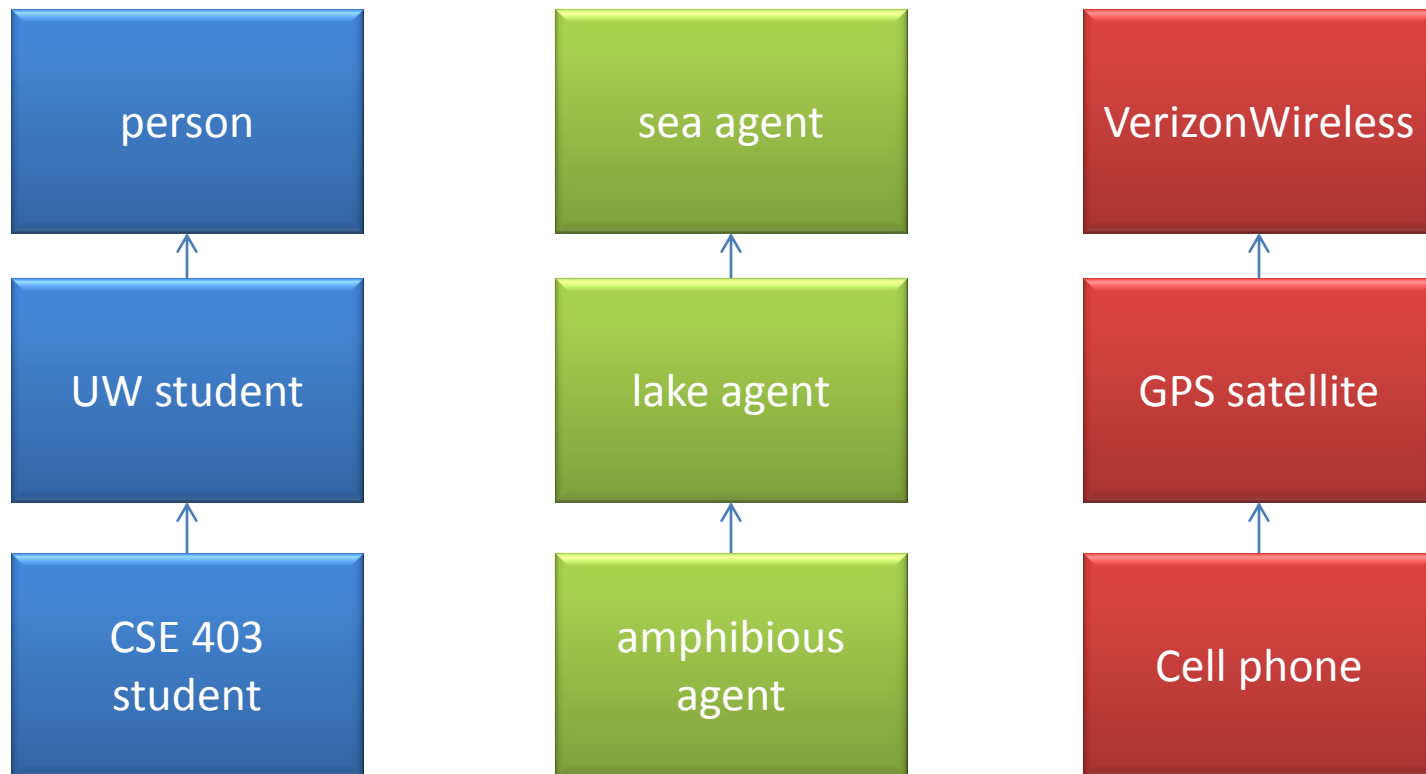 person
sea agent
VerizonWireless
UW student
lake agent
GPS satellite
CSE 403
student
amphibious
agent
Cell phone